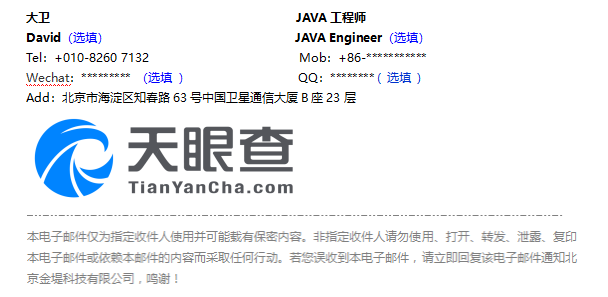 大卫 JAVA 工程师
David（选填） JAVA Engineer（选填）
Tel：+010-8260 7132 Mob：+86-***********
Wechat：********* （选填 ） QQ：********（ 选填 ）
Add：北京市海淀区知春路 63 号中国卫星通信大厦 B 座 23 层
天眼查
TianYanCha.com
本电子邮件仅为指定收件人使用并可能载有保密内容。非指定收件人请勿使用、打开、转发、泄露、复印
本电子邮件或依赖本邮件的内容而采取任何行动。若您误收到本电子邮件，请立即回复该电子邮件通知北
京金堤科技有限公司，鸣谢！